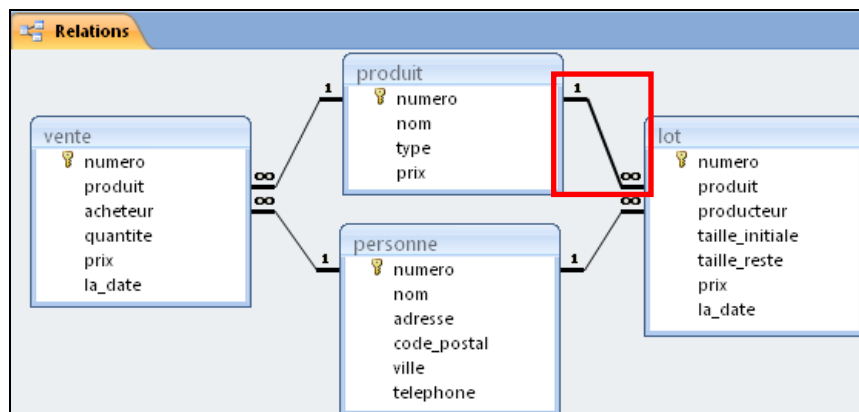 Relations
produit
numero
nom
type
prix
vente
numero
produit
acheteur
quantite
prix
la_date
lot
numero
produit
producteur
taille_initiale
taille_reste
prix
la_date
personne
numero
nom
adresse
code_postal
ville
telephone
1
∞
1
∞
∞
1
∞
1